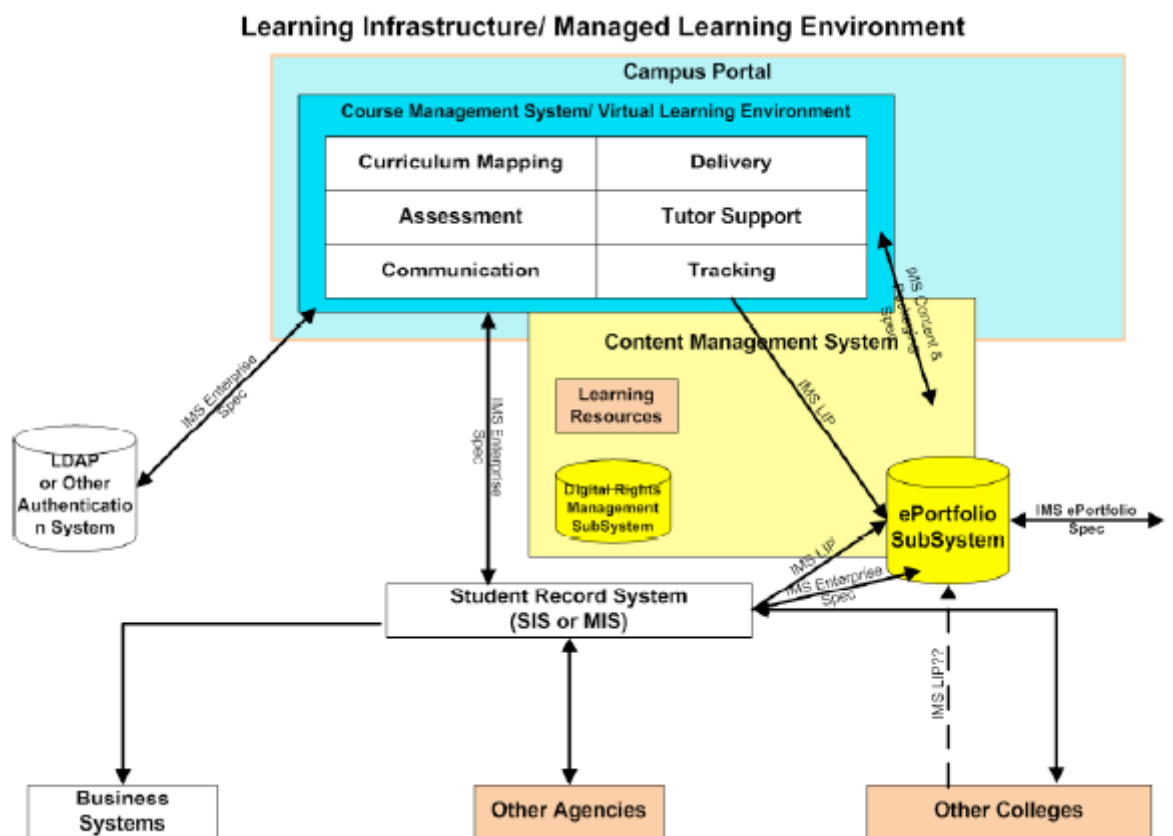 Learning Infrastructure/ Managed Learning Environment
Campus Portal
Course Management System/ Virtual Learning Environment
Curriculum Mapping
Delivery
Assessment
Tutor Support
Communication
Tracking
IMS Content &
Packaging
Spec
Content Management System
IMS Enterprise
Spec
IMS Enterprise
Spec
Learning
Resources
IMS LIP
LDAP
or Other
Authenticatio
n System
Digital Rights
Management
SubSystem
ePortfolio
SubSystem
IMS ePortfolio
Spec
IMS LIP
IMS Enterprise
Spec
Student Record System
(SIS or MIS)
IMS LIP??
Business
Systems
Other Agencies
Other Colleges